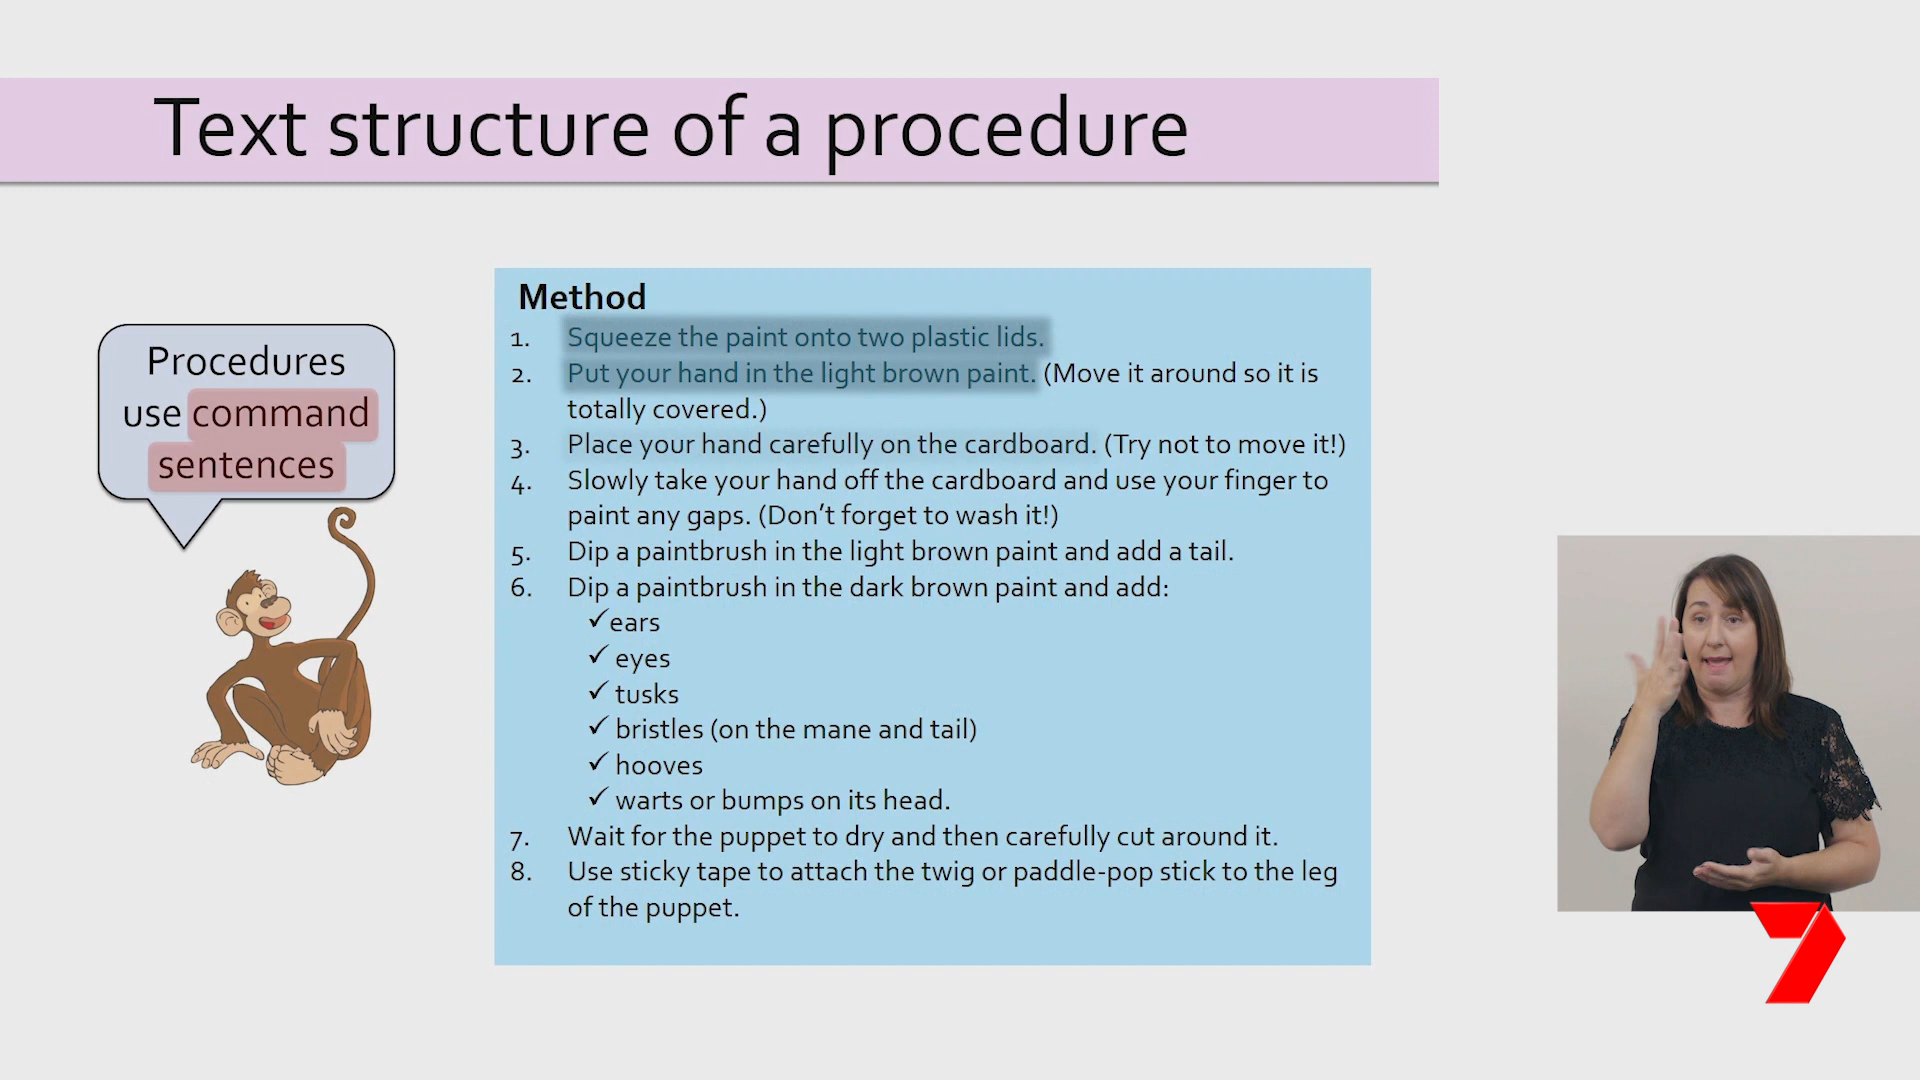 Text structure of a procedure
Procedures
use command
sentences
Method
1. Squeeze the paint onto two plastic lids.
2. Put your hand in the light brown paint. (Move it around so it is
totally covered.)
3. Place your hand carefully on the cardboard. (Try not to move it!)
4. Slowly take your hand off the cardboard and use your finger to
paint any gaps. (Don’t forget to wash it!)
5. Dip a paintbrush in the light brown paint and add a tail.
6. Dip a paintbrush in the dark brown paint and add:
✓ ears
✓ eyes
✓ tusks
✓ bristles (on the mane and tail)
✓ hooves
✓ warts or bumps on its head.
7. Wait for the puppet to dry and then carefully cut around it.
8. Use sticky tape to attach the twig or paddle-pop stick to the leg
of the puppet.
7